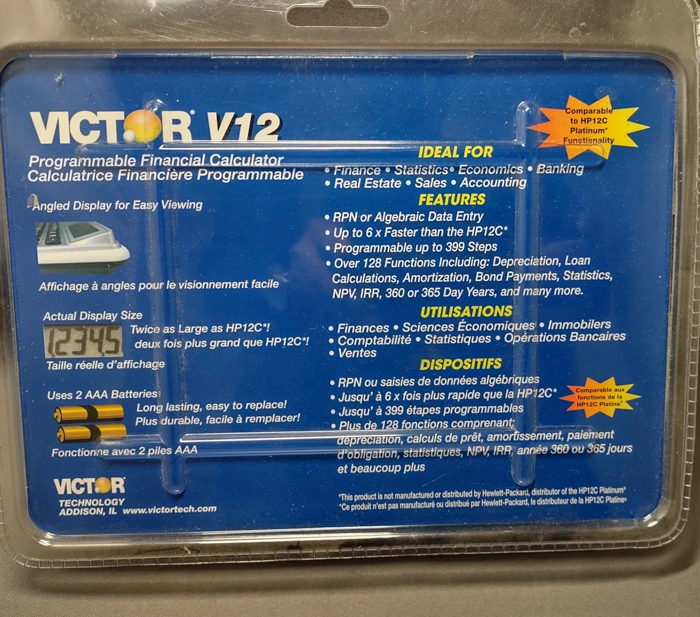 VICTOR® V12
Programmable Financial Calculator
Calculatrice Financière Programmable
Angled Display for Easy Viewing
Affichage à angles pour le visionnement facile
Actual Display Size
12345
Twice as Large as HP12C*!
deux fois plus grand que HP12C*!
Taille réelle d'affichage
Uses 2 AAA Batteries
Long lasting, easy to replace!
Plus durable, facile à remplacer!
Fonctionne avec 2 piles AAA
VICTOR
TECHNOLOGY
ADDISON, IL www.victortech.com
Comparable
to HP12C
Platinum*
Functionality
IDEAL FOR
• Finance • Statistics • Economics • Banking
• Real Estate • Sales • Accounting
FEATURES
• RPN or Algebraic Data Entry
• Up to 6 x Faster than the HP12C*
• Programmable up to 399 Steps
• Over 128 Functions Including: Depreciation, Loan
Calculations, Amortization, Bond Payments, Statistics,
NPV, IRR, 360 or 365 Day Years, and many more.
UTILISATIONS
• Finances • Sciences Économiques • Immobilers
• Comptabilité • Statistiques • Opérations Bancaires
• Ventes
DISPOSITIFS
• RPN ou saisies de données algébriques
• Jusqu' à 6 x fois plus rapide que la HP12C*
• Jusqu' à 399 étapes programmables
• Plus de 128 fonctions comprenant:
dépreciation, calculs de prêt, amortissement, paiement
d'obligation, statistiques, NPV, IRR, année 360 ou 365 jours
et beaucoup plus
Comparable aux
fonctions de la
HP12C Platine*
*This product is not manufactured or distributed by Hewlett-Packard, distributor of the HP12C Platinum®
*Ce produit n'est pas manufacturé ou distribué par Hewlett-Packard, le distributeur de la HP12C Platine®